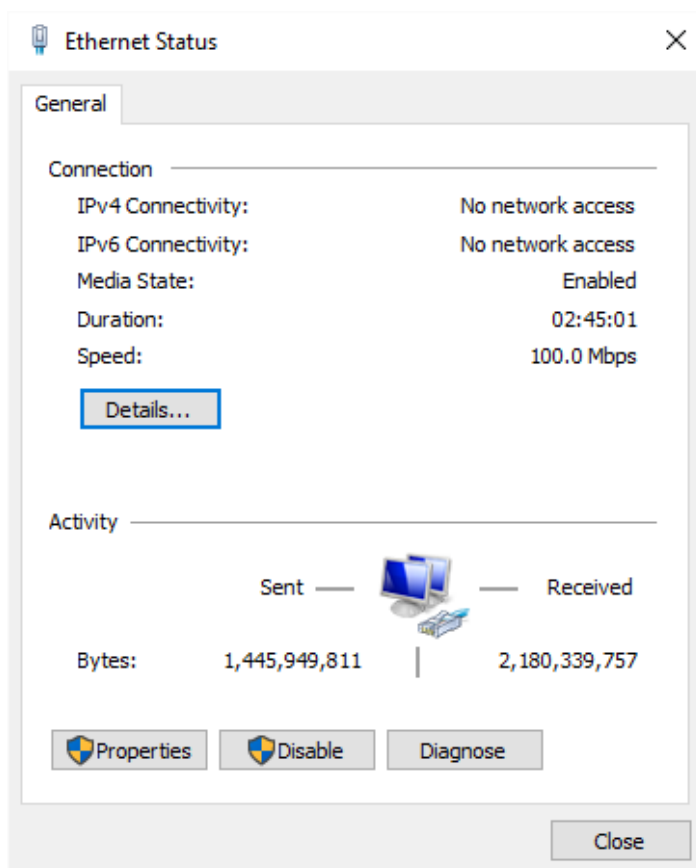 Ethernet Status
General
Connection
IPv4 Connectivity: No network access
IPv6 Connectivity: No network access
Media State: Enabled
Duration: 02:45:01
Speed: 100.0 Mbps
Details...
Activity
Sent Received
Bytes: 1,445,949,811 2,180,339,757
Properties Disable Diagnose
Close